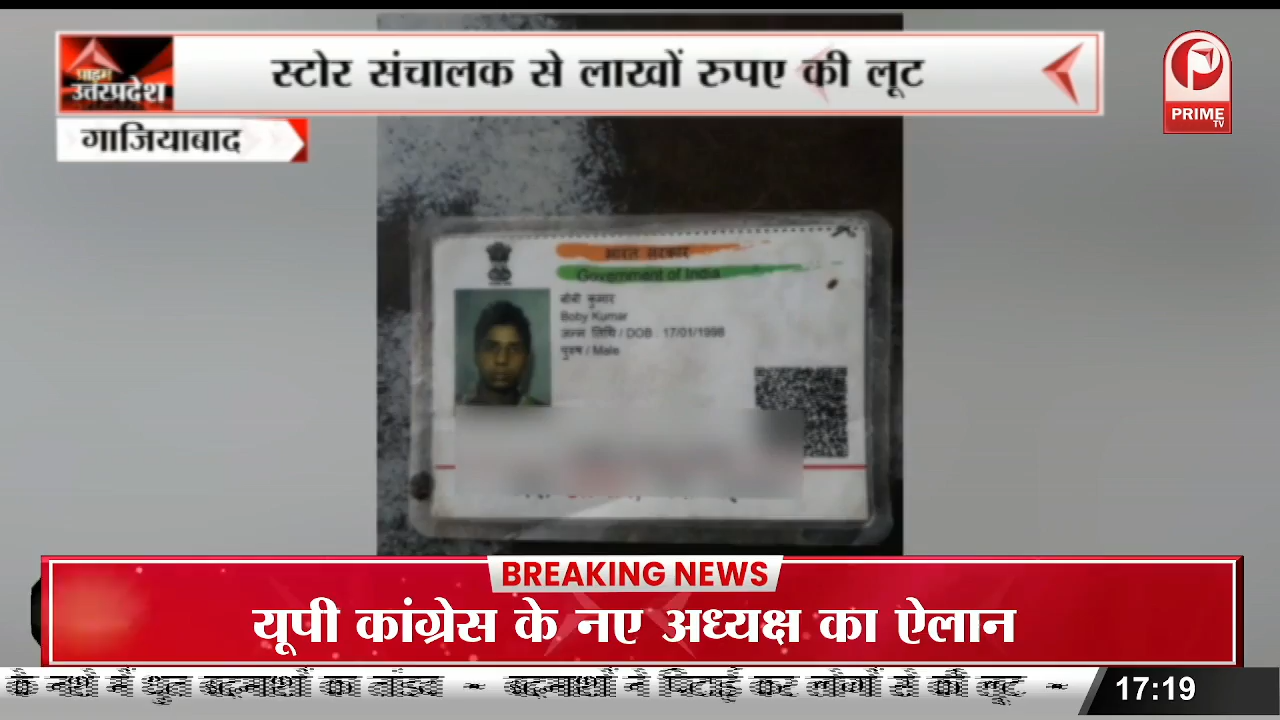 प्राइम
उत्तरप्रदेश
स्टोर संचालक से लाखों रुपए की लूट
PRIME
TV
गाजियाबाद
भारत सरकार
Government of India
बोबी कुमार
Boby Kumar
जन्म तिथि / DOB : 17/01/1998
पुरुष / Male
BREAKING NEWS
यूपी कांग्रेस के नए अध्यक्ष का ऐलान
17:19